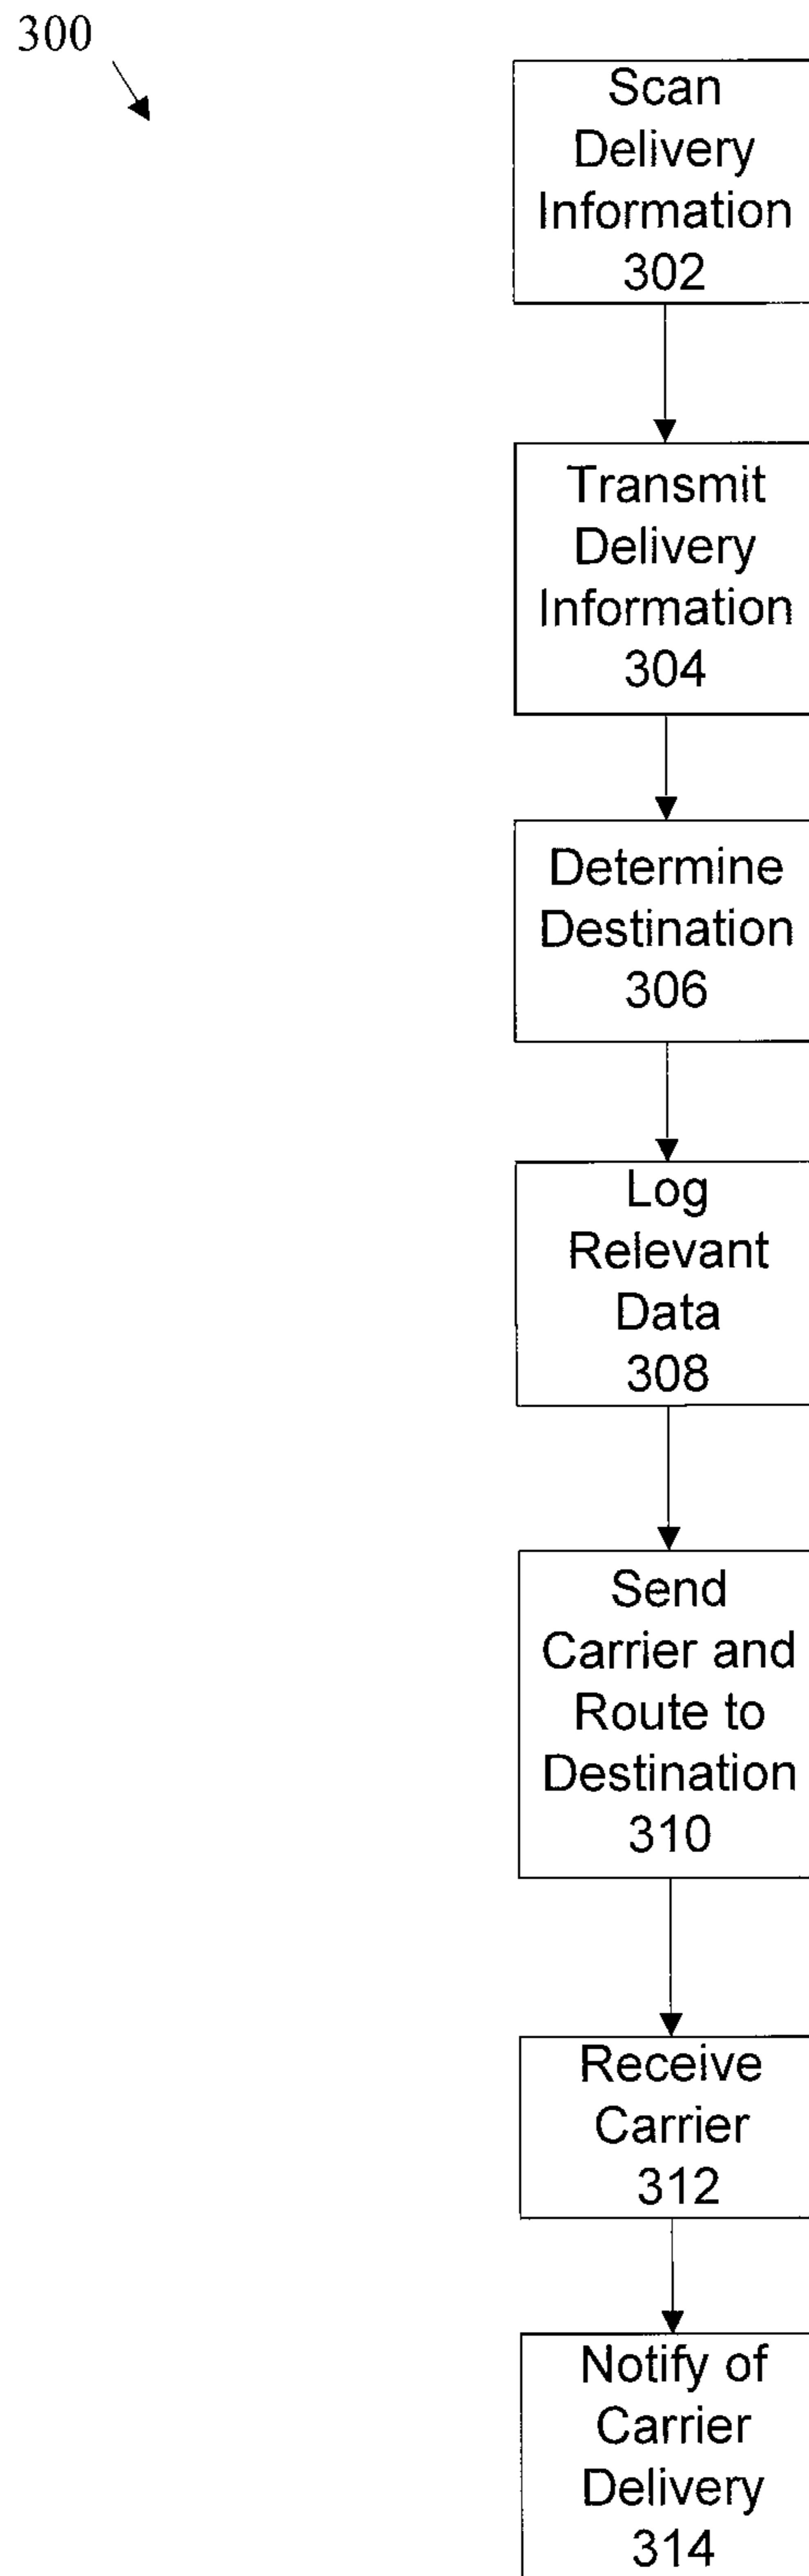 300
Scan
Delivery
Information
302
Transmit
Delivery
Information
304
Determine
Destination
306
Log
Relevant
Data
308
Send
Carrier and
Route to
Destination
310
Receive
Carrier
312
Notify of
Carrier
Delivery
314